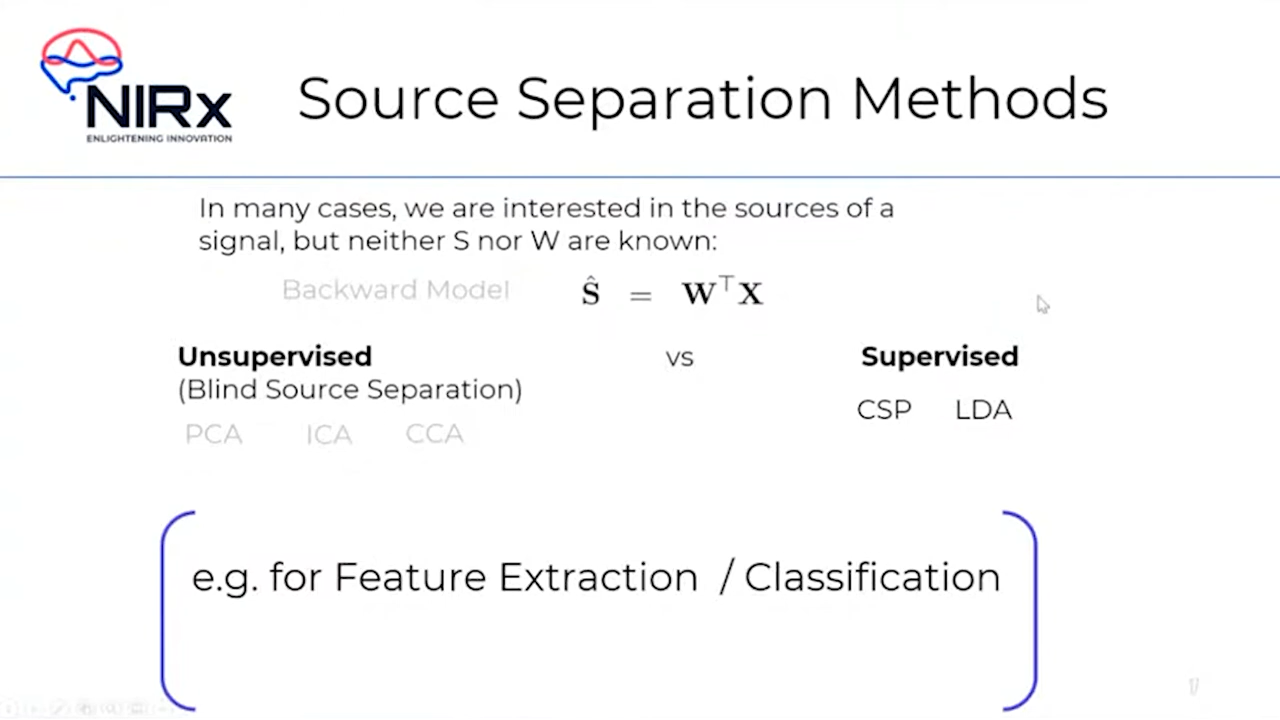 NIRx
ENLIGHTENING INNOVATION
Source Separation Methods
In many cases, we are interested in the sources of a
signal, but neither S nor W are known:
Backward Model Ŝ = W⊤X
Unsupervised vs Supervised
(Blind Source Separation)
CSP LDA
PCA ICA CCA
e.g. for Feature Extraction / Classification